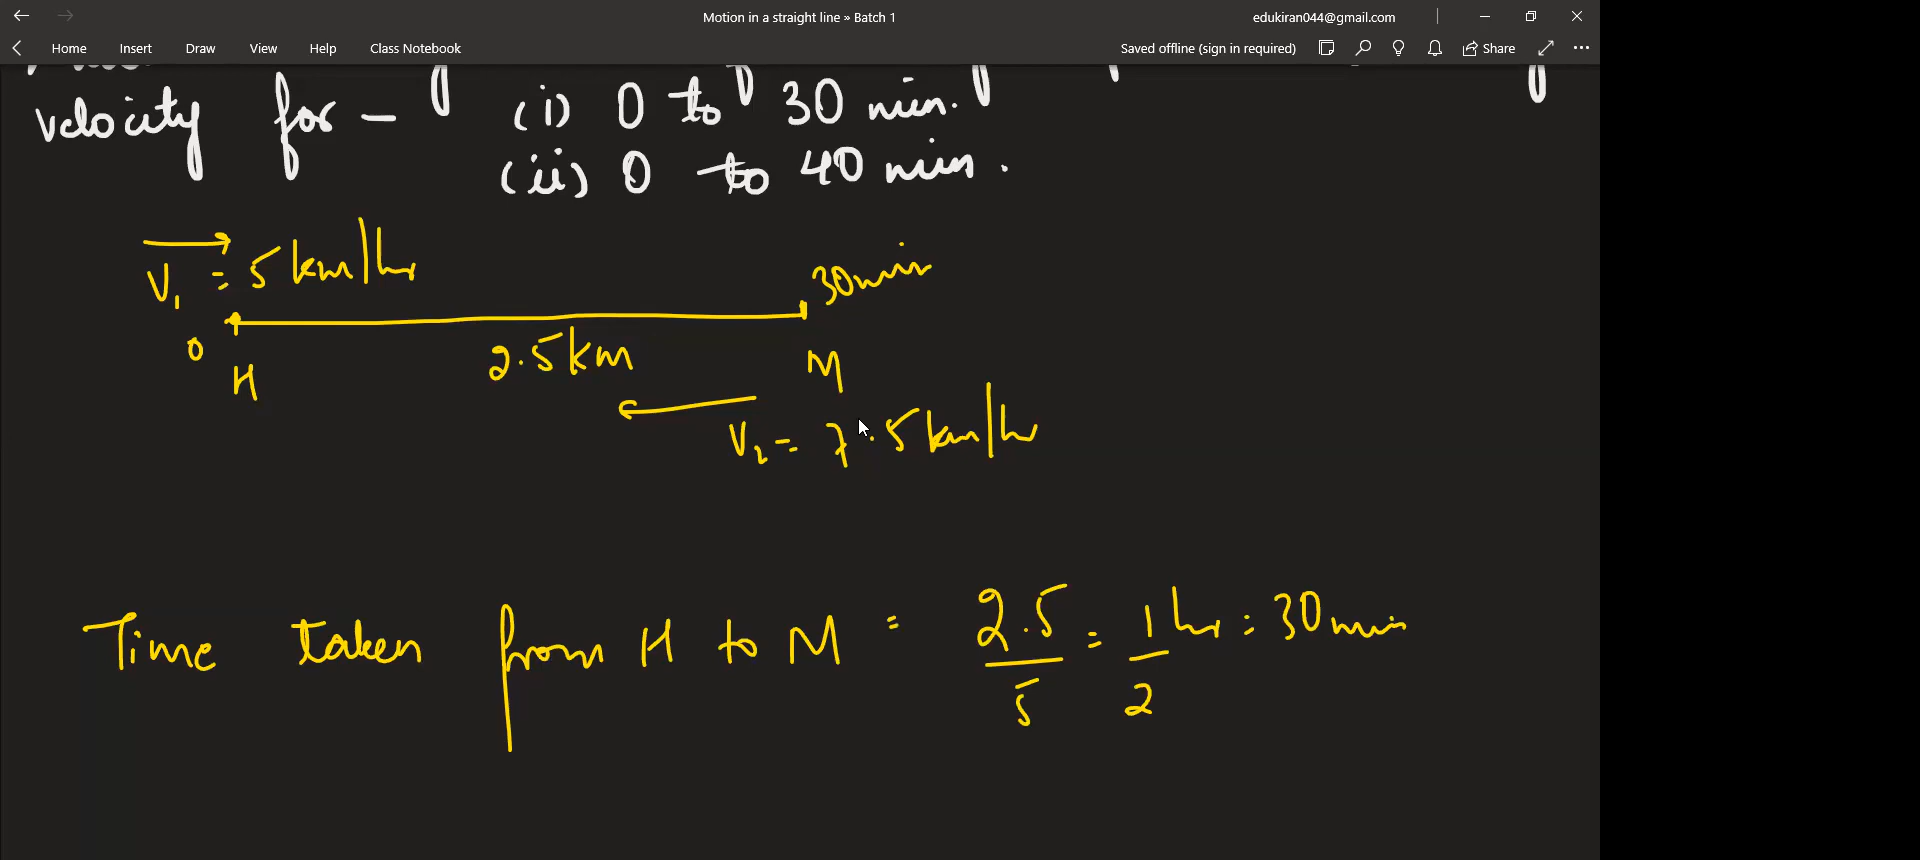 Motion in a straight line » Batch 1
edukiran044@gmail.com
Home Insert Draw View Help Class Notebook
Saved offline (sign in required) Share
velocity for – (i) 0 to 30 min.
(ii) 0 to 40 min.
V₁ = 5 km/hr
30 min
0
2.5 km
H
M
V₂ = 7.5 km/hr
Time taken from H to M = 2.5/5 = 1/2 hr = 30 min